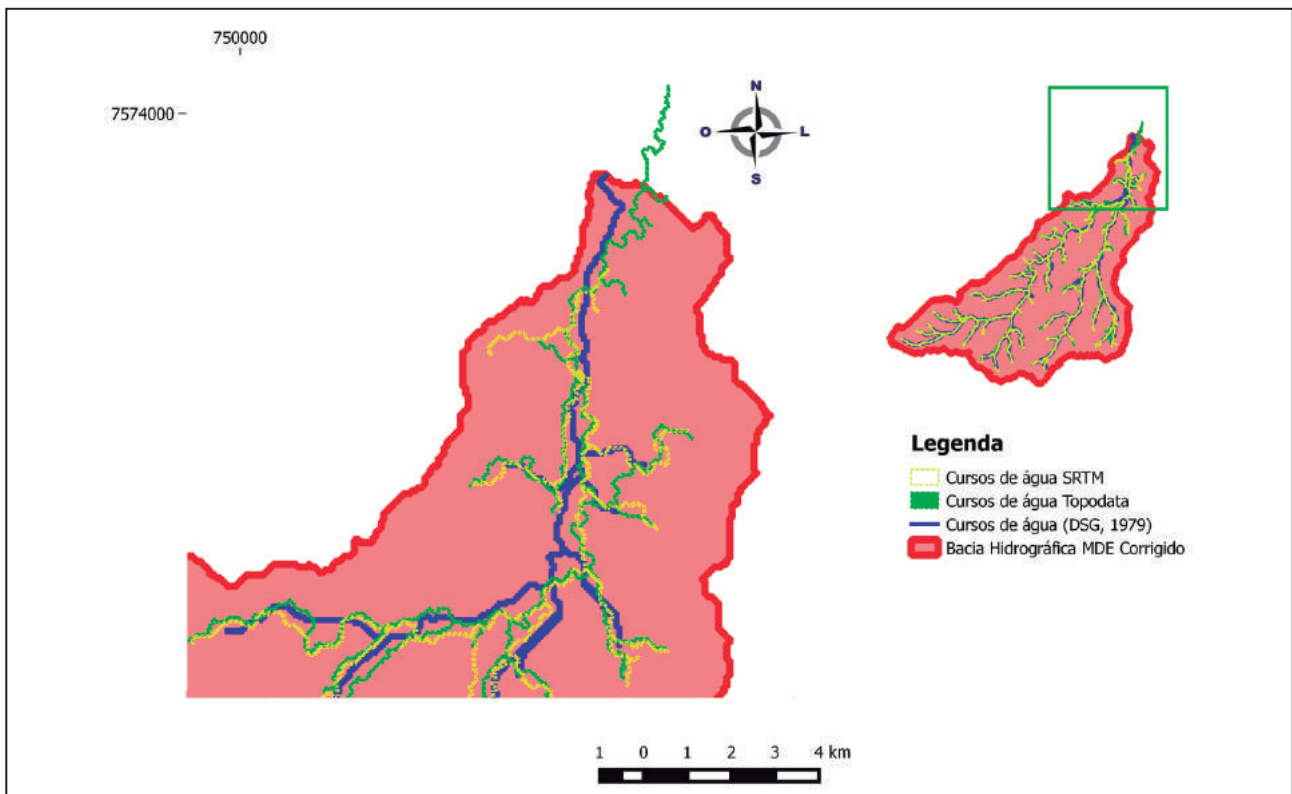 750000
7574000
N
O
L
S
Legenda
Cursos de água SRTM
Cursos de água Topodata
Cursos de água (DSG, 1979)
Bacia Hidrográfica MDE Corrigido
1 0 1 2 3 4 km